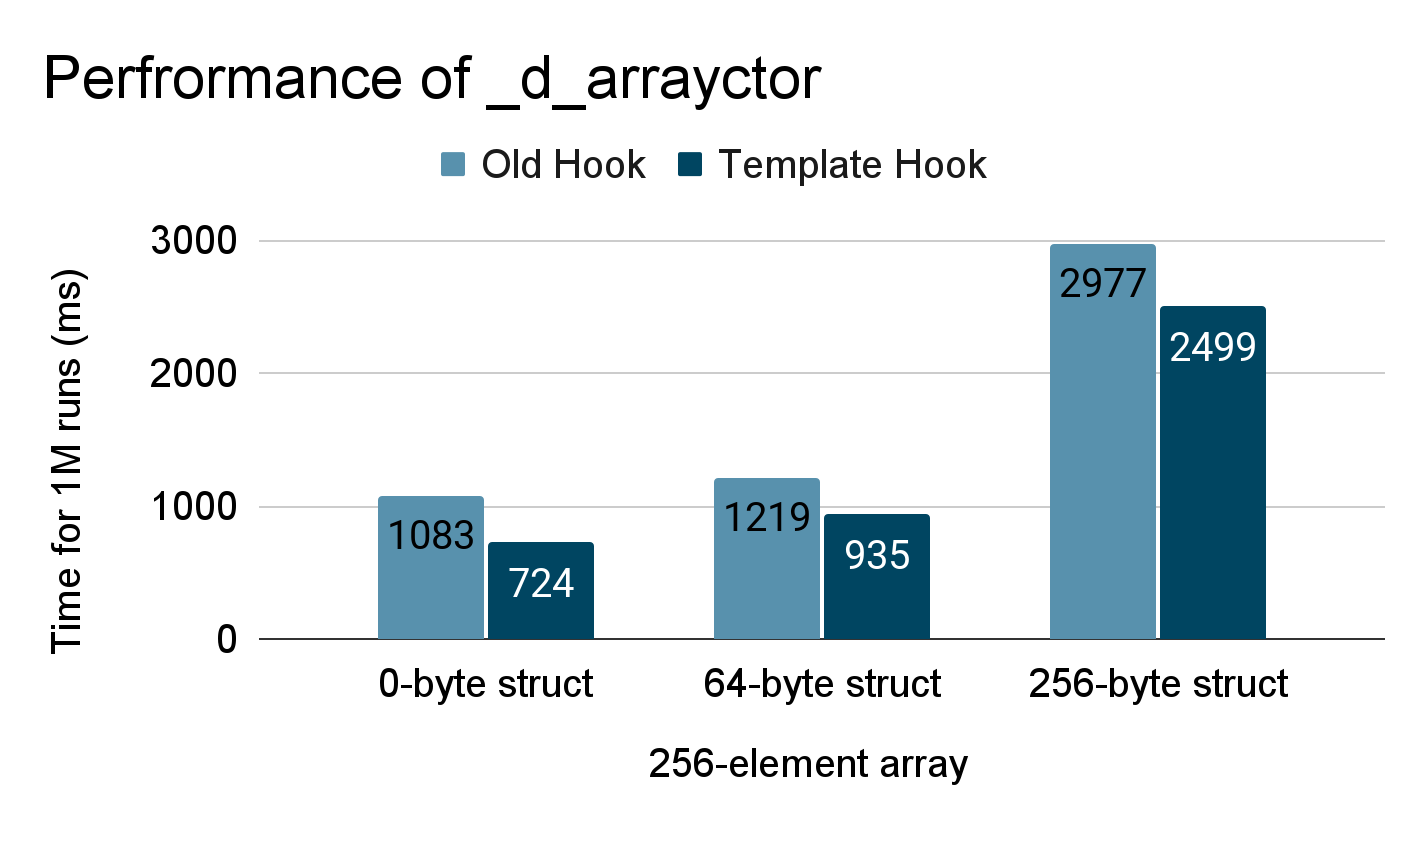 Perfrormance of _d_arrayctor
Old Hook Template Hook
Time for 1M runs (ms)
3000
2000
1000
0
1083
724
1219
935
2977
2499
0-byte struct 64-byte struct 256-byte struct
256-element array